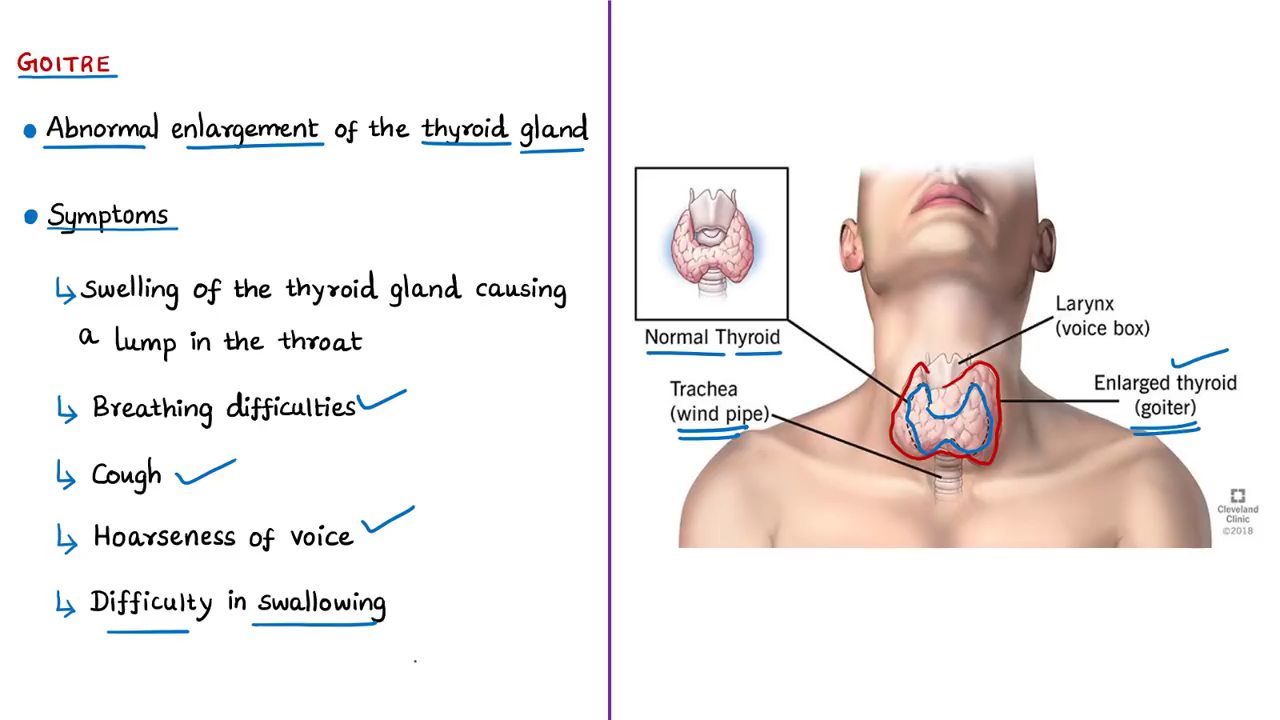 GOITRE
Abnormal enlargement of the thyroid gland
Symptoms
swelling of the thyroid gland causing
a lump in the throat
Breathing difficulties
Cough
Hoarseness of voice
Difficulty in swallowing
Normal Thyroid
Trachea
(wind pipe)
Larynx
(voice box)
Enlarged thyroid
(goiter)
Cleveland
Clinic
©2018